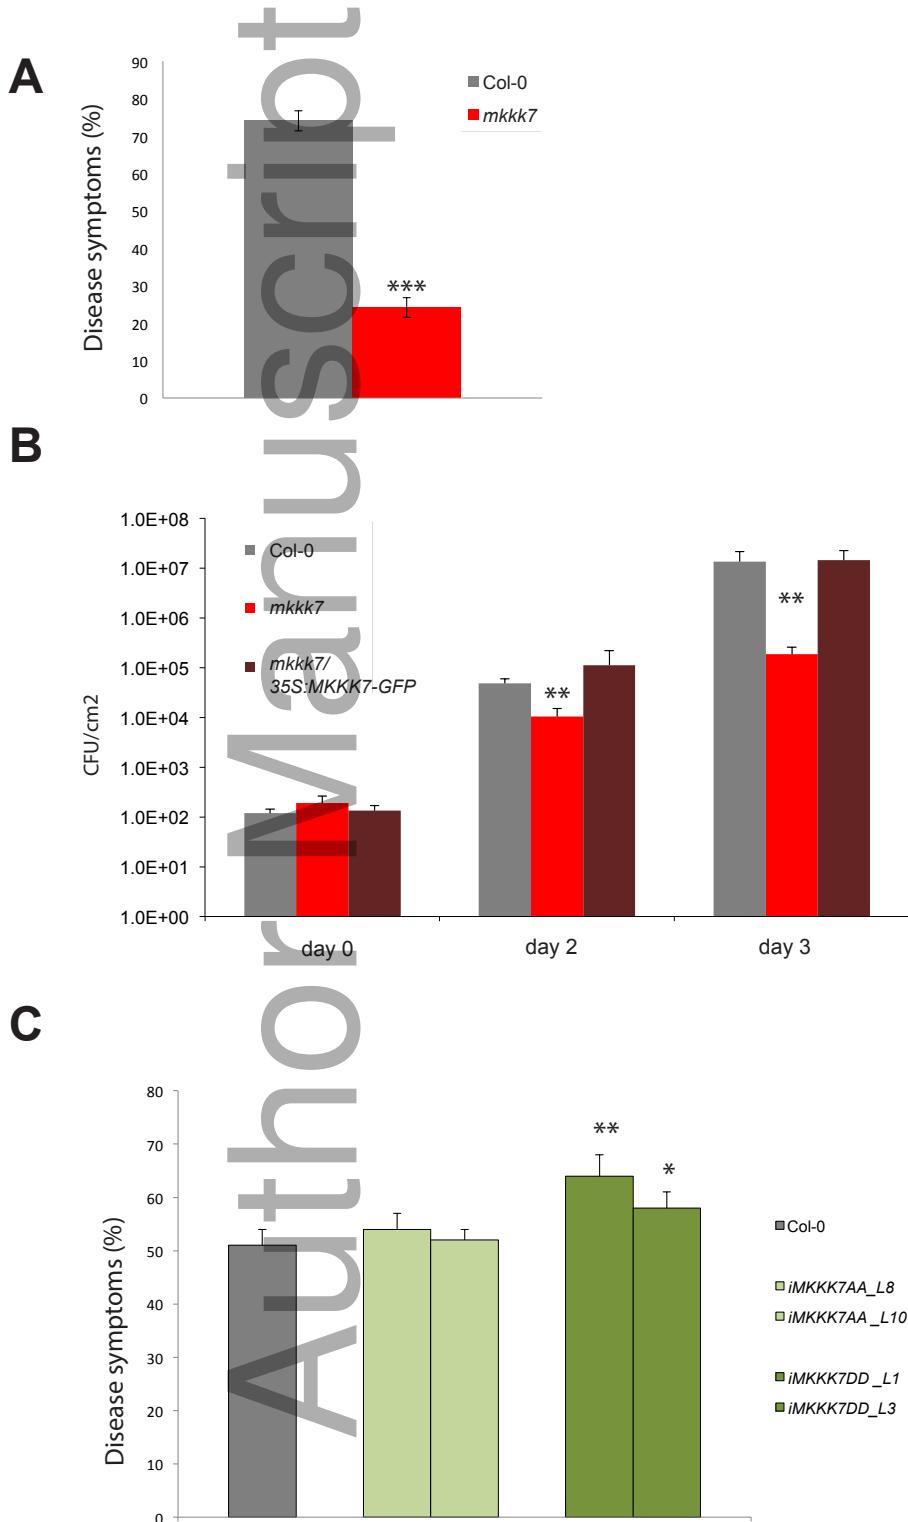 A
90
80
70
60
50
40
30
20
10
0
Disease symptoms (%)
Col-0
mkkk7
***
B
1.0E+08
1.0E+07
1.0E+06
1.0E+05
1.0E+04
1.0E+03
1.0E+02
1.0E+01
1.0E+00
CFU/cm2
Col-0
mkkk7
mkkk7/
35S:MKKK7-GFP
**
**
day 0
day 2
day 3
C
80
70
60
50
40
30
20
10
0
Disease symptoms (%)
**
*
Col-0
iMKKK7AA_L8
iMKKK7AA _L10
iMKKK7DD _L1
iMKKK7DD_L3
Author Manuscript